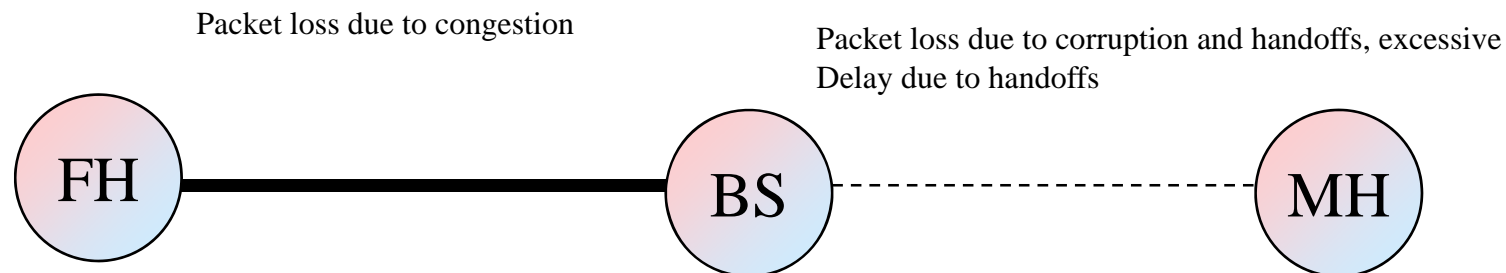 Packet loss due to congestion
Packet loss due to corruption and handoffs, excessive
Delay due to handoffs
FH
BS
MH